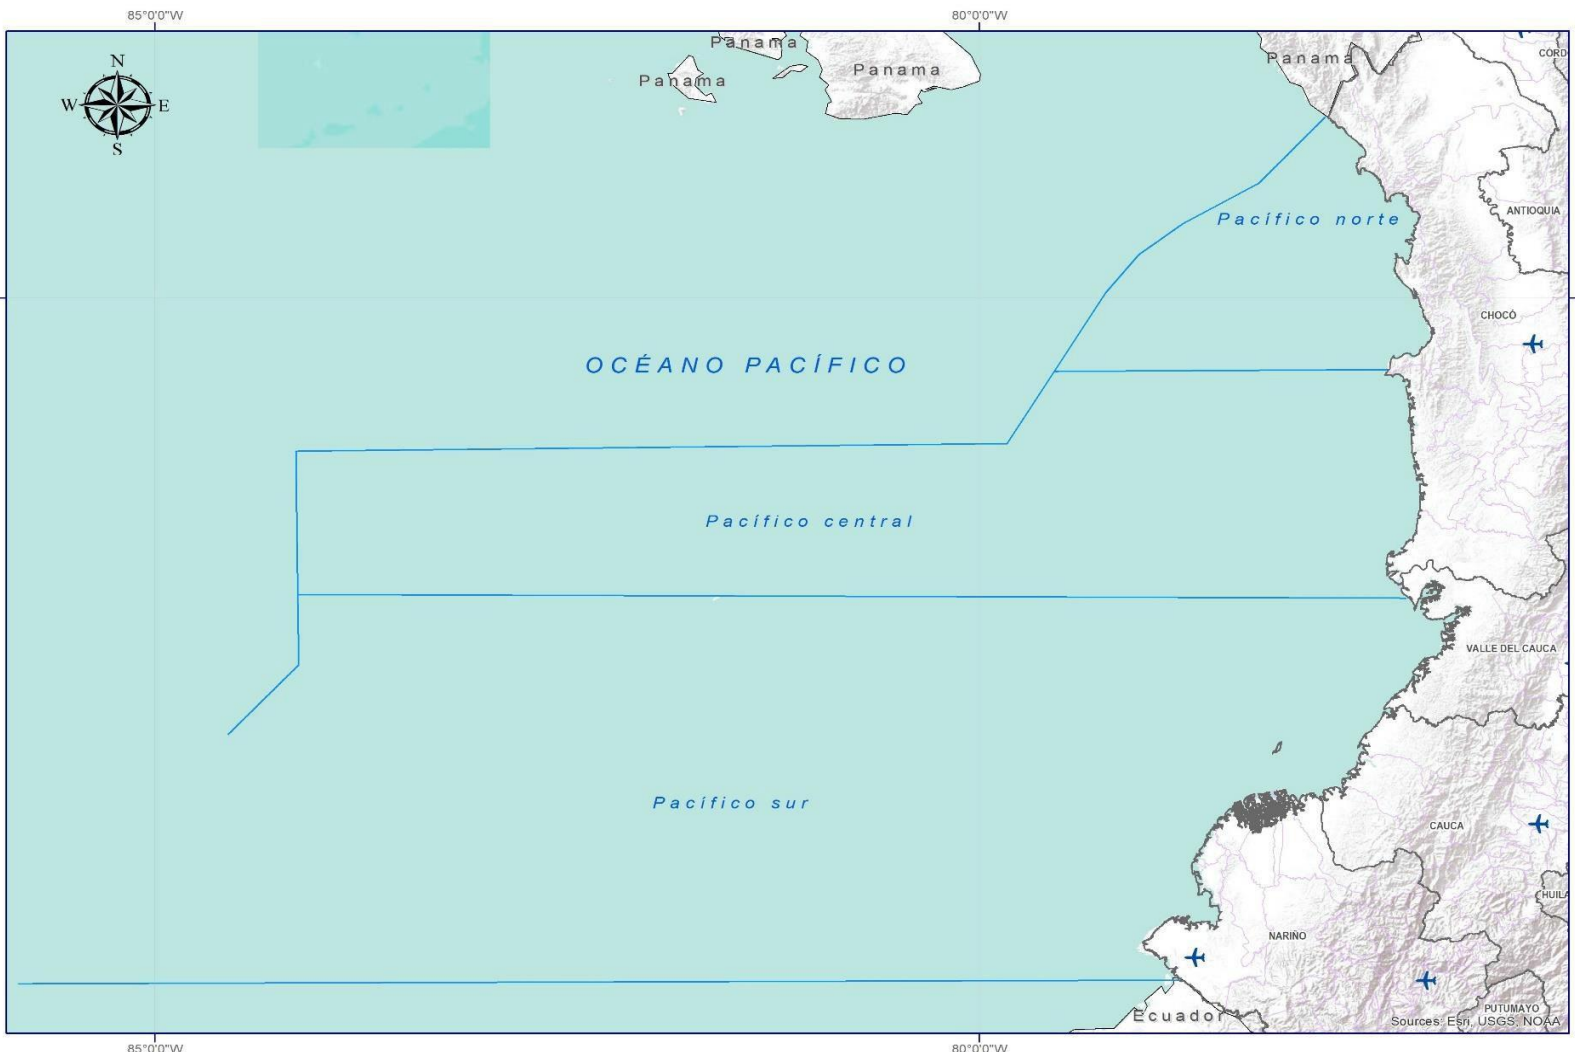 85°0'0"W
80°0'0"W
N
W
E
S
Panama
Panama
Panama
Panama
CORD
ANTIOQUIA
Pacífico norte
CHOCÓ
OCÉANO PACÍFICO
Pacífico central
VALLE DEL CAUCA
Pacífico sur
CAUCA
HUILA
NARIÑO
PUTUMAYO
Ecuador
Sources: Esri, USGS, NOAA
85°0'0"W
80°0'0"W